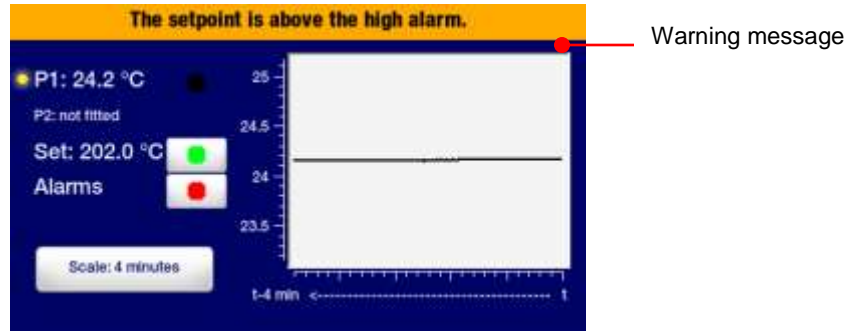 The setpoint is above the high alarm.
Warning message
P1: 24.2 °C
P2: not fitted
Set: 202.0 °C
Alarms
Scale: 4 minutes
25
24.5
24
23.5
t-4 min <-------------------------------------------- t